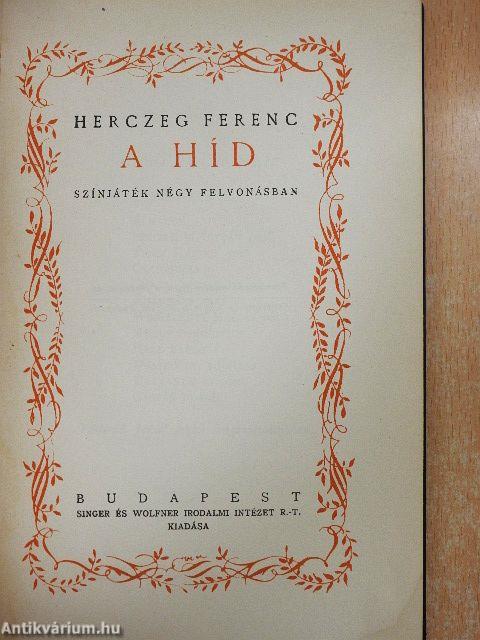 HERCZEG FERENC
A HÍD
SZÍNJÁTÉK NÉGY FELVONÁSBAN
BUDAPEST
SINGER ÉS WOLFNER IRODALMI INTÉZET R.-T.
KIADÁSA
Antikvárium.hu